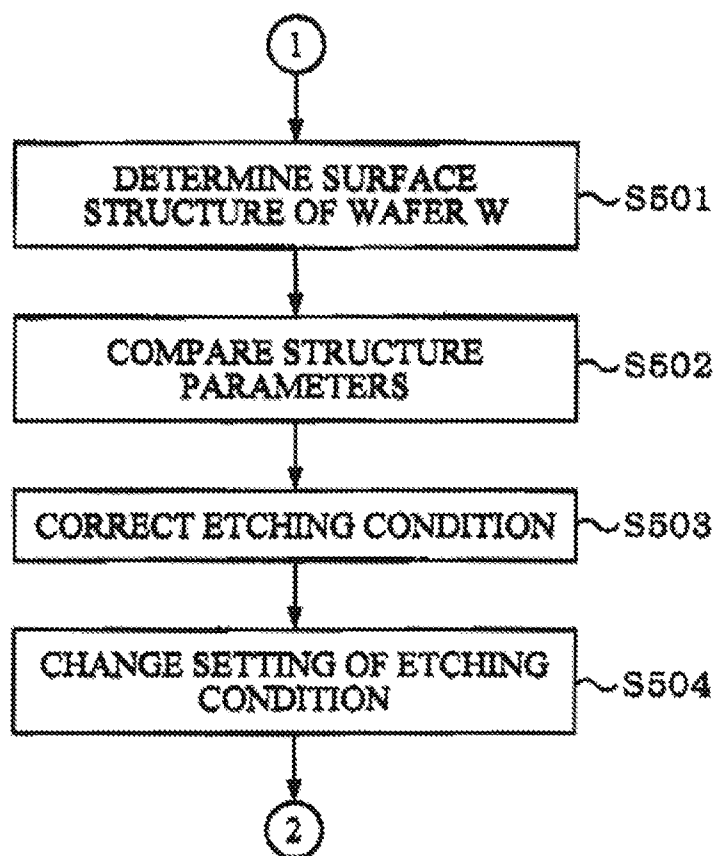 1
DETERMINE SURFACE
STRUCTURE OF WAFER W
S501
COMPARE STRUCTURE
PARAMETERS
S502
CORRECT ETCHING CONDITION
S503
CHANGE SETTING OF ETCHING
CONDITION
S504
2